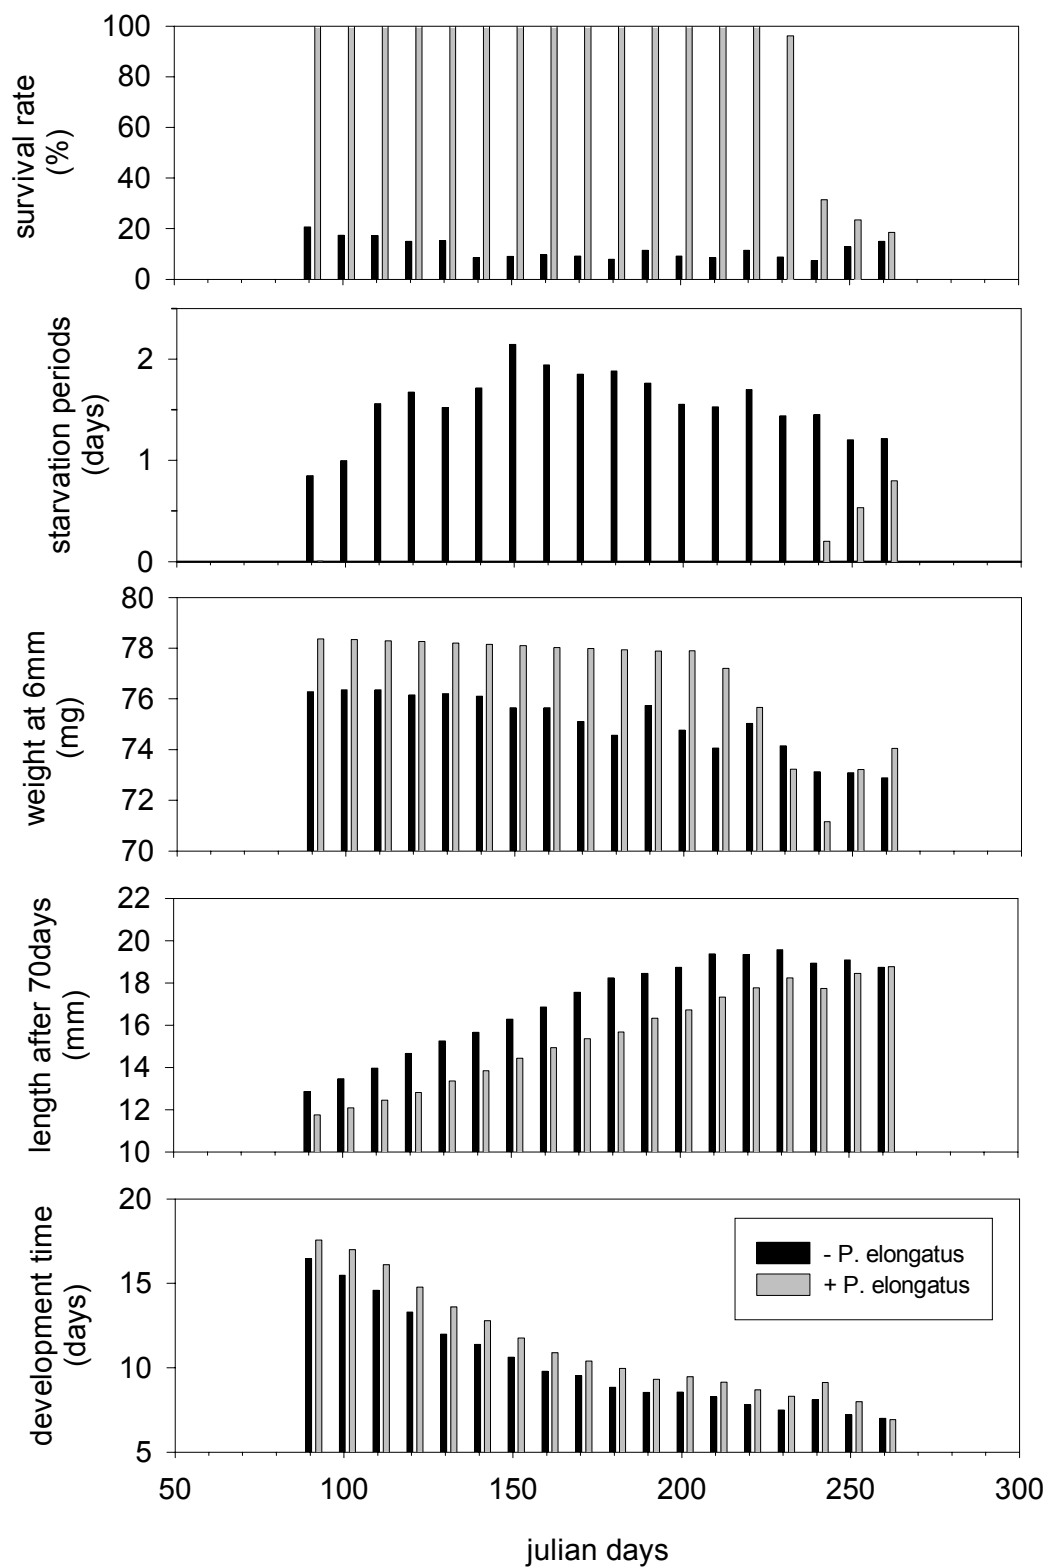 survival rate
(%)
100
80
60
40
20
0
starvation periods
(days)
2
1
0
weight at 6mm
(mg)
80
78
76
74
72
70
length after 70days
(mm)
22
20
18
16
14
12
10
development time
(days)
20
15
10
5
- P. elongatus
+ P. elongatus
50 100 150 200 250 300
julian days